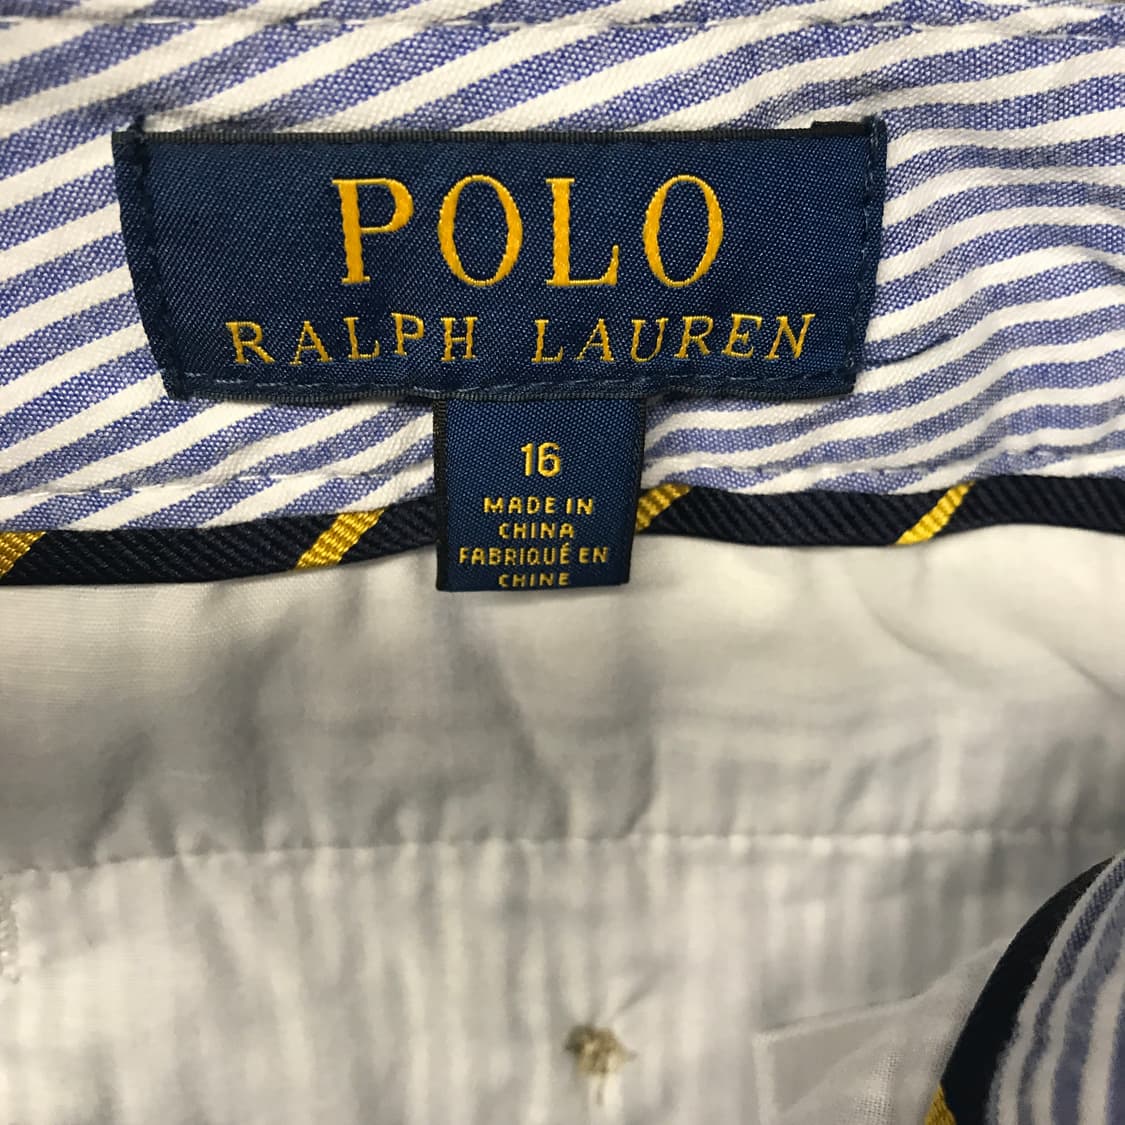 POLO
RALPH LAUREN
16
MADE IN
CHINA
FABRIQUÉ EN
CHINE